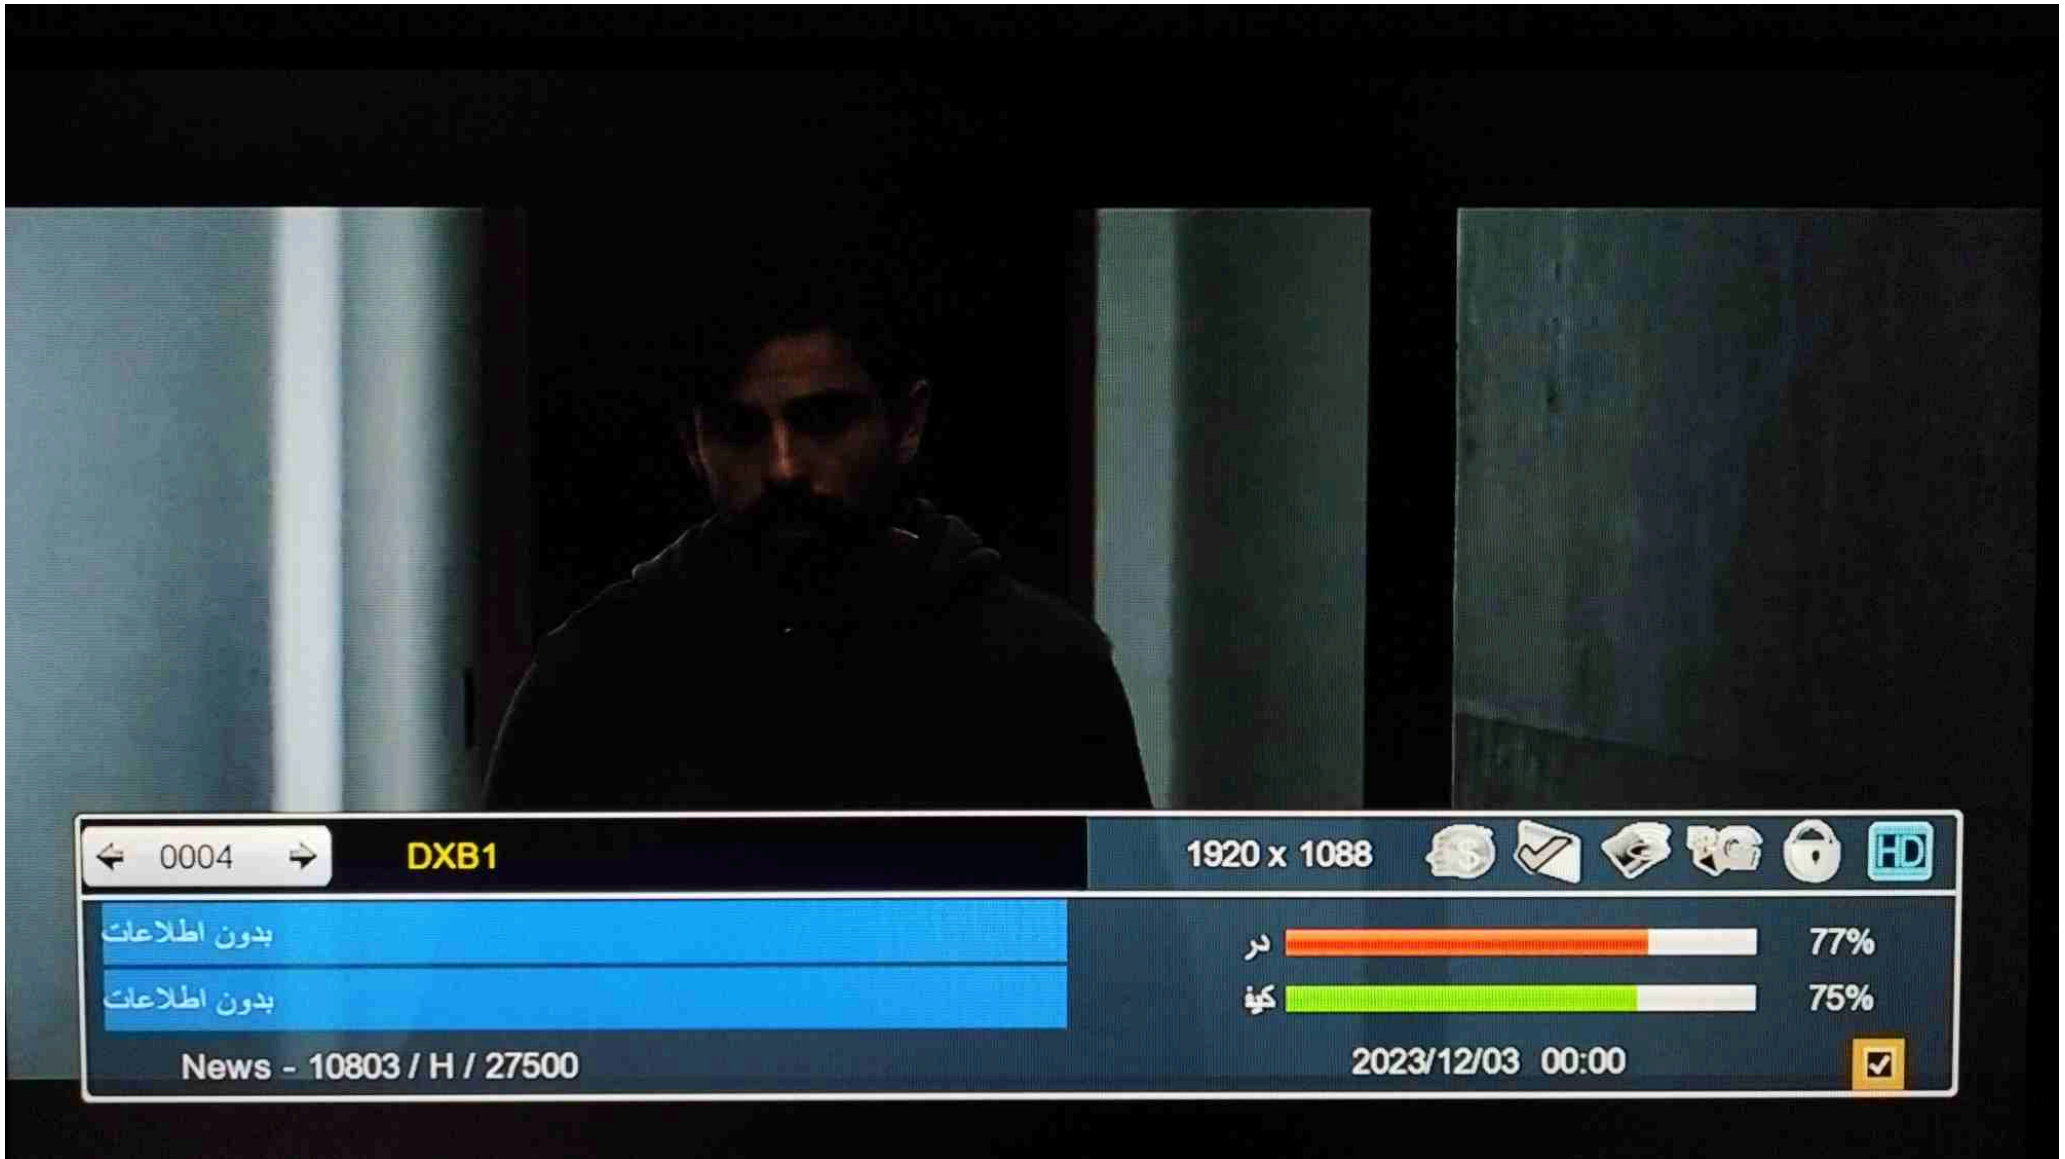 0004 DXB1 1920 x 1088 HD
بدون اطلاعات
در 77%
بدون اطلاعات
کیف 75%
News - 10803 / H / 27500 2023/12/03 00:00